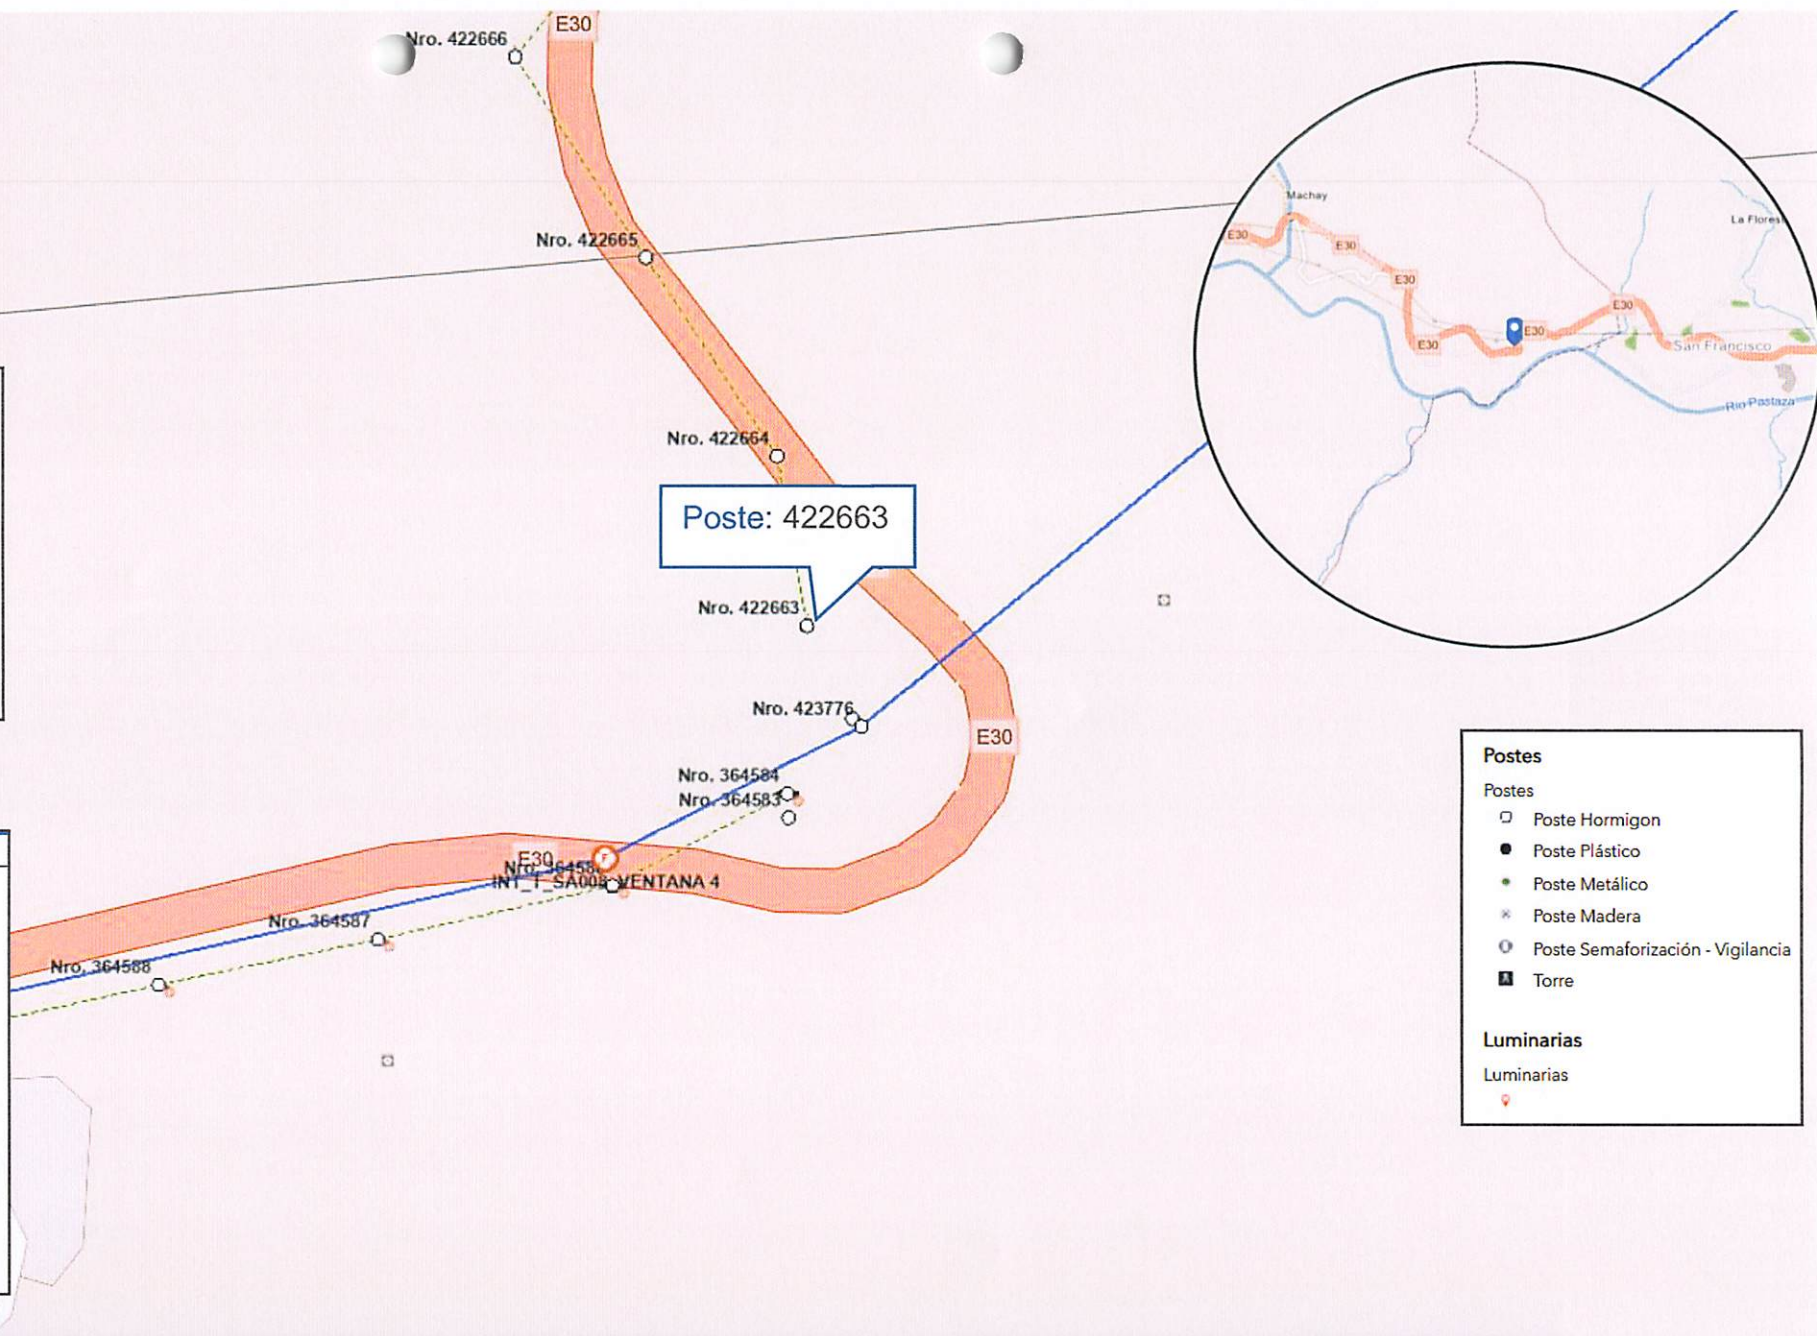 E30
Nro. 422666
Nro. 422665
Nro. 422664
Poste: 422663
Nro. 422663
Nro. 423776
E30
Nro. 364584
Nro. 364583
E30
F
INT_T_SA008_VENTANA 4
Nro. 364587
Nro. 364588
Machay
La Flores
E30
E30
E30
E30
E30
E30
San Francisco
Rio Pastaza
Postes
Postes
Poste Hormigon
Poste Plástico
Poste Metálico
Poste Madera
Poste Semaforización - Vigilancia
Torre
Luminarias
Luminarias